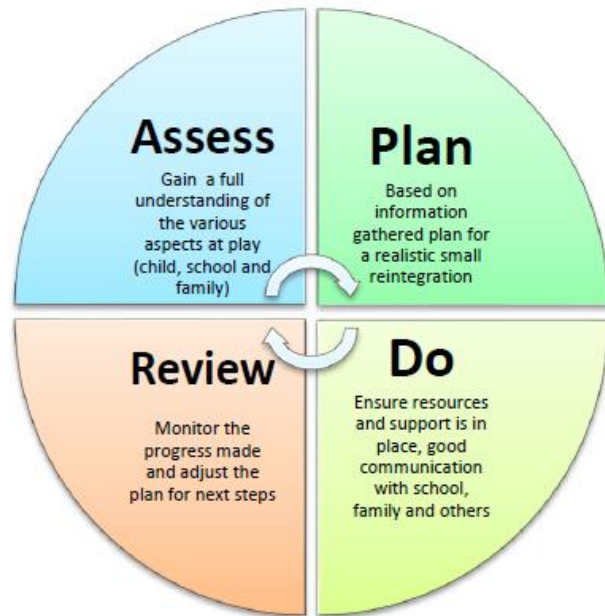 Assess
Gain a full
understanding of
the various
aspects at play
(child, school and
family)
Plan
Based on
information
gathered plan for
a realistic small
reintegration
Review
Monitor the
progress made
and adjust the
plan for next steps
Do
Ensure resources
and support is in
place, good
communication
with school,
family and others